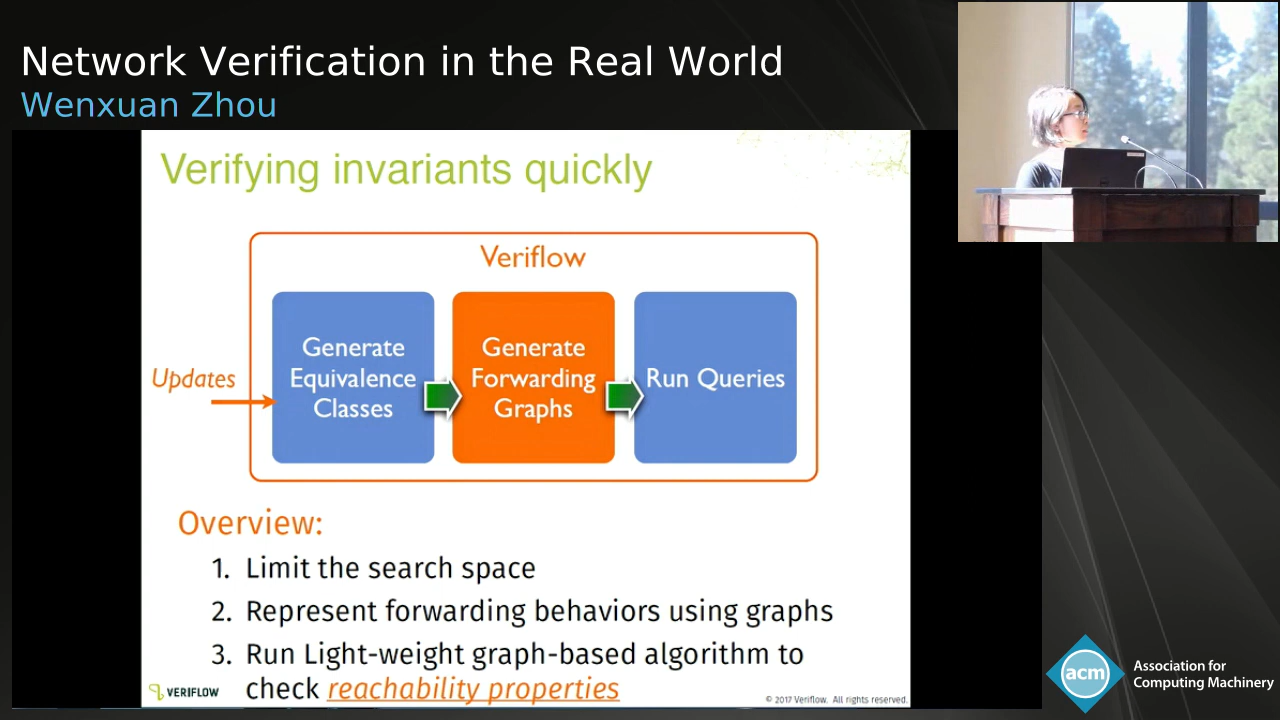 Network Verification in the Real World
Wenxuan Zhou
Verifying invariants quickly
Veriflow
Updates
Generate
Equivalence
Classes
Generate
Forwarding
Graphs
Run Queries
Overview:
1. Limit the search space
2. Represent forwarding behaviors using graphs
3. Run Light-weight graph-based algorithm to
check reachability properties
VERIFLOW
© 2017 Veriflow. All rights reserved.
acm
Association for
Computing Machinery